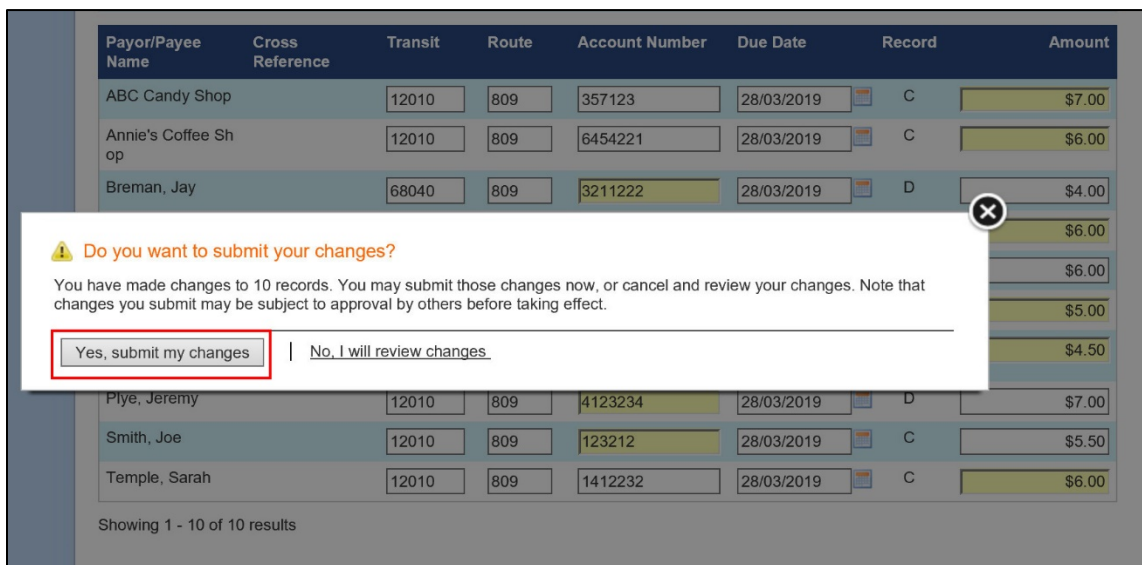 Payor/Payee Name Cross Reference Transit Route Account Number Due Date Record Amount
ABC Candy Shop 12010 809 357123 28/03/2019 C $7.00
Annie's Coffee Sh
op 12010 809 6454221 28/03/2019 C $6.00
Breman, Jay 68040 809 3211222 28/03/2019 D $4.00
$6.00
Do you want to submit your changes?
$6.00
You have made changes to 10 records. You may submit those changes now, or cancel and review your changes. Note that
changes you submit may be subject to approval by others before taking effect.
$5.00
Yes, submit my changes | No, I will review changes
$4.50
Plye, Jeremy 12010 809 4123234 28/03/2019 D $7.00
Smith, Joe 12010 809 123212 28/03/2019 C $5.50
Temple, Sarah 12010 809 1412232 28/03/2019 C $6.00
Showing 1 - 10 of 10 results